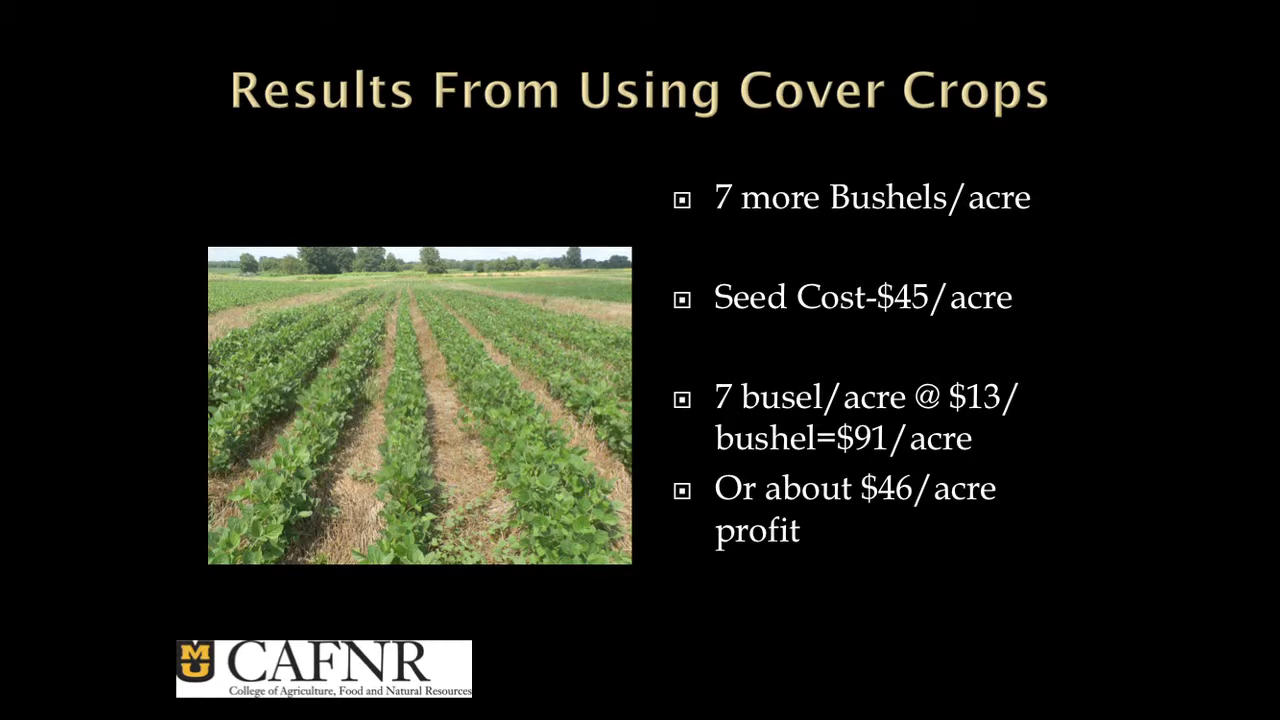 Results From Using Cover Crops
7 more Bushels/acre
Seed Cost-$45/acre
7 busel/acre @ $13/
bushel=$91/acre
Or about $46/acre
profit
MU
CAFNR
College of Agriculture, Food and Natural Resources